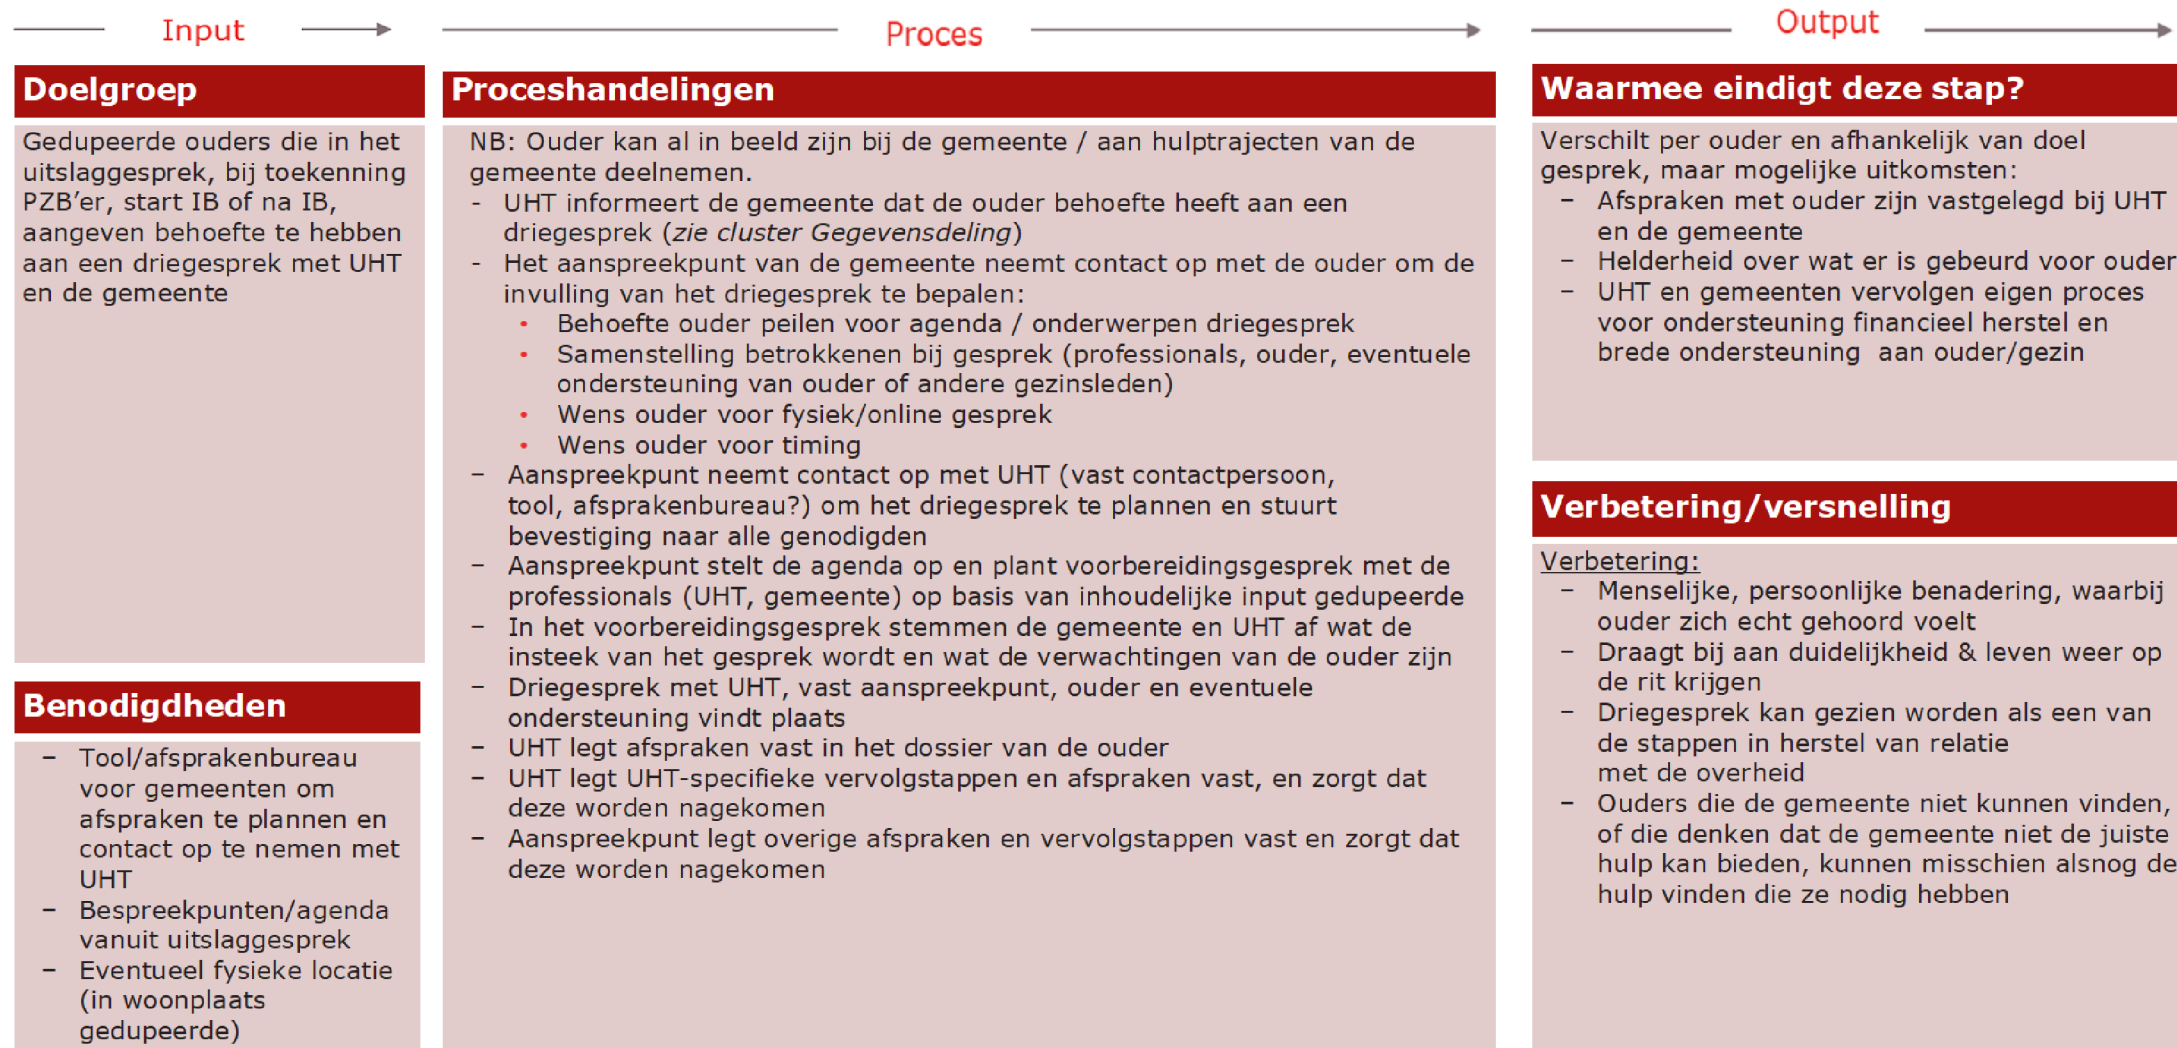 Input
Proces
Output
Doelgroep
Gedupeerde ouders die in het
uitslaggesprek, bij toekenning
PZB’er, start IB of na IB,
aangeven behoefte te hebben
aan een driegesprek met UHT
en de gemeente
Benodigdheden
– Tool/afsprakenbureau
voor gemeenten om
afspraken te plannen en
contact op te nemen met
UHT
– Bespreekpunten/agenda
vanuit uitslaggesprek
– Eventueel fysieke locatie
(in woonplaats
gedupeerde)
Proceshandelingen
NB: Ouder kan al in beeld zijn bij de gemeente / aan hulptrajecten van de
gemeente deelnemen.
- UHT informeert de gemeente dat de ouder behoefte heeft aan een
driegesprek (zie cluster Gegevensdeling)
- Het aanspreekpunt van de gemeente neemt contact op met de ouder om de
invulling van het driegesprek te bepalen:
• Behoefte ouder peilen voor agenda / onderwerpen driegesprek
• Samenstelling betrokkenen bij gesprek (professionals, ouder, eventuele
ondersteuning van ouder of andere gezinsleden)
• Wens ouder voor fysiek/online gesprek
• Wens ouder voor timing
– Aanspreekpunt neemt contact op met UHT (vast contactpersoon,
tool, afsprakenbureau?) om het driegesprek te plannen en stuurt
bevestiging naar alle genodigden
– Aanspreekpunt stelt de agenda op en plant voorbereidingsgesprek met de
professionals (UHT, gemeente) op basis van inhoudelijke input gedupeerde
– In het voorbereidingsgesprek stemmen de gemeente en UHT af wat de
insteek van het gesprek wordt en wat de verwachtingen van de ouder zijn
– Driegesprek met UHT, vast aanspreekpunt, ouder en eventuele
ondersteuning vindt plaats
– UHT legt afspraken vast in het dossier van de ouder
– UHT legt UHT-specifieke vervolgstappen en afspraken vast, en zorgt dat
deze worden nagekomen
– Aanspreekpunt legt overige afspraken en vervolgstappen vast en zorgt dat
deze worden nagekomen
Waarmee eindigt deze stap?
Verschilt per ouder en afhankelijk van doel
gesprek, maar mogelijke uitkomsten:
– Afspraken met ouder zijn vastgelegd bij UHT
en de gemeente
– Helderheid over wat er is gebeurd voor ouder
– UHT en gemeenten vervolgen eigen proces
voor ondersteuning financieel herstel en
brede ondersteuning aan ouder/gezin
Verbetering/versnelling
Verbetering:
– Menselijke, persoonlijke benadering, waarbij
ouder zich echt gehoord voelt
– Draagt bij aan duidelijkheid & leven weer op
de rit krijgen
– Driegesprek kan gezien worden als een van
de stappen in herstel van relatie
met de overheid
– Ouders die de gemeente niet kunnen vinden,
of die denken dat de gemeente niet de juiste
hulp kan bieden, kunnen misschien alsnog de
hulp vinden die ze nodig hebben